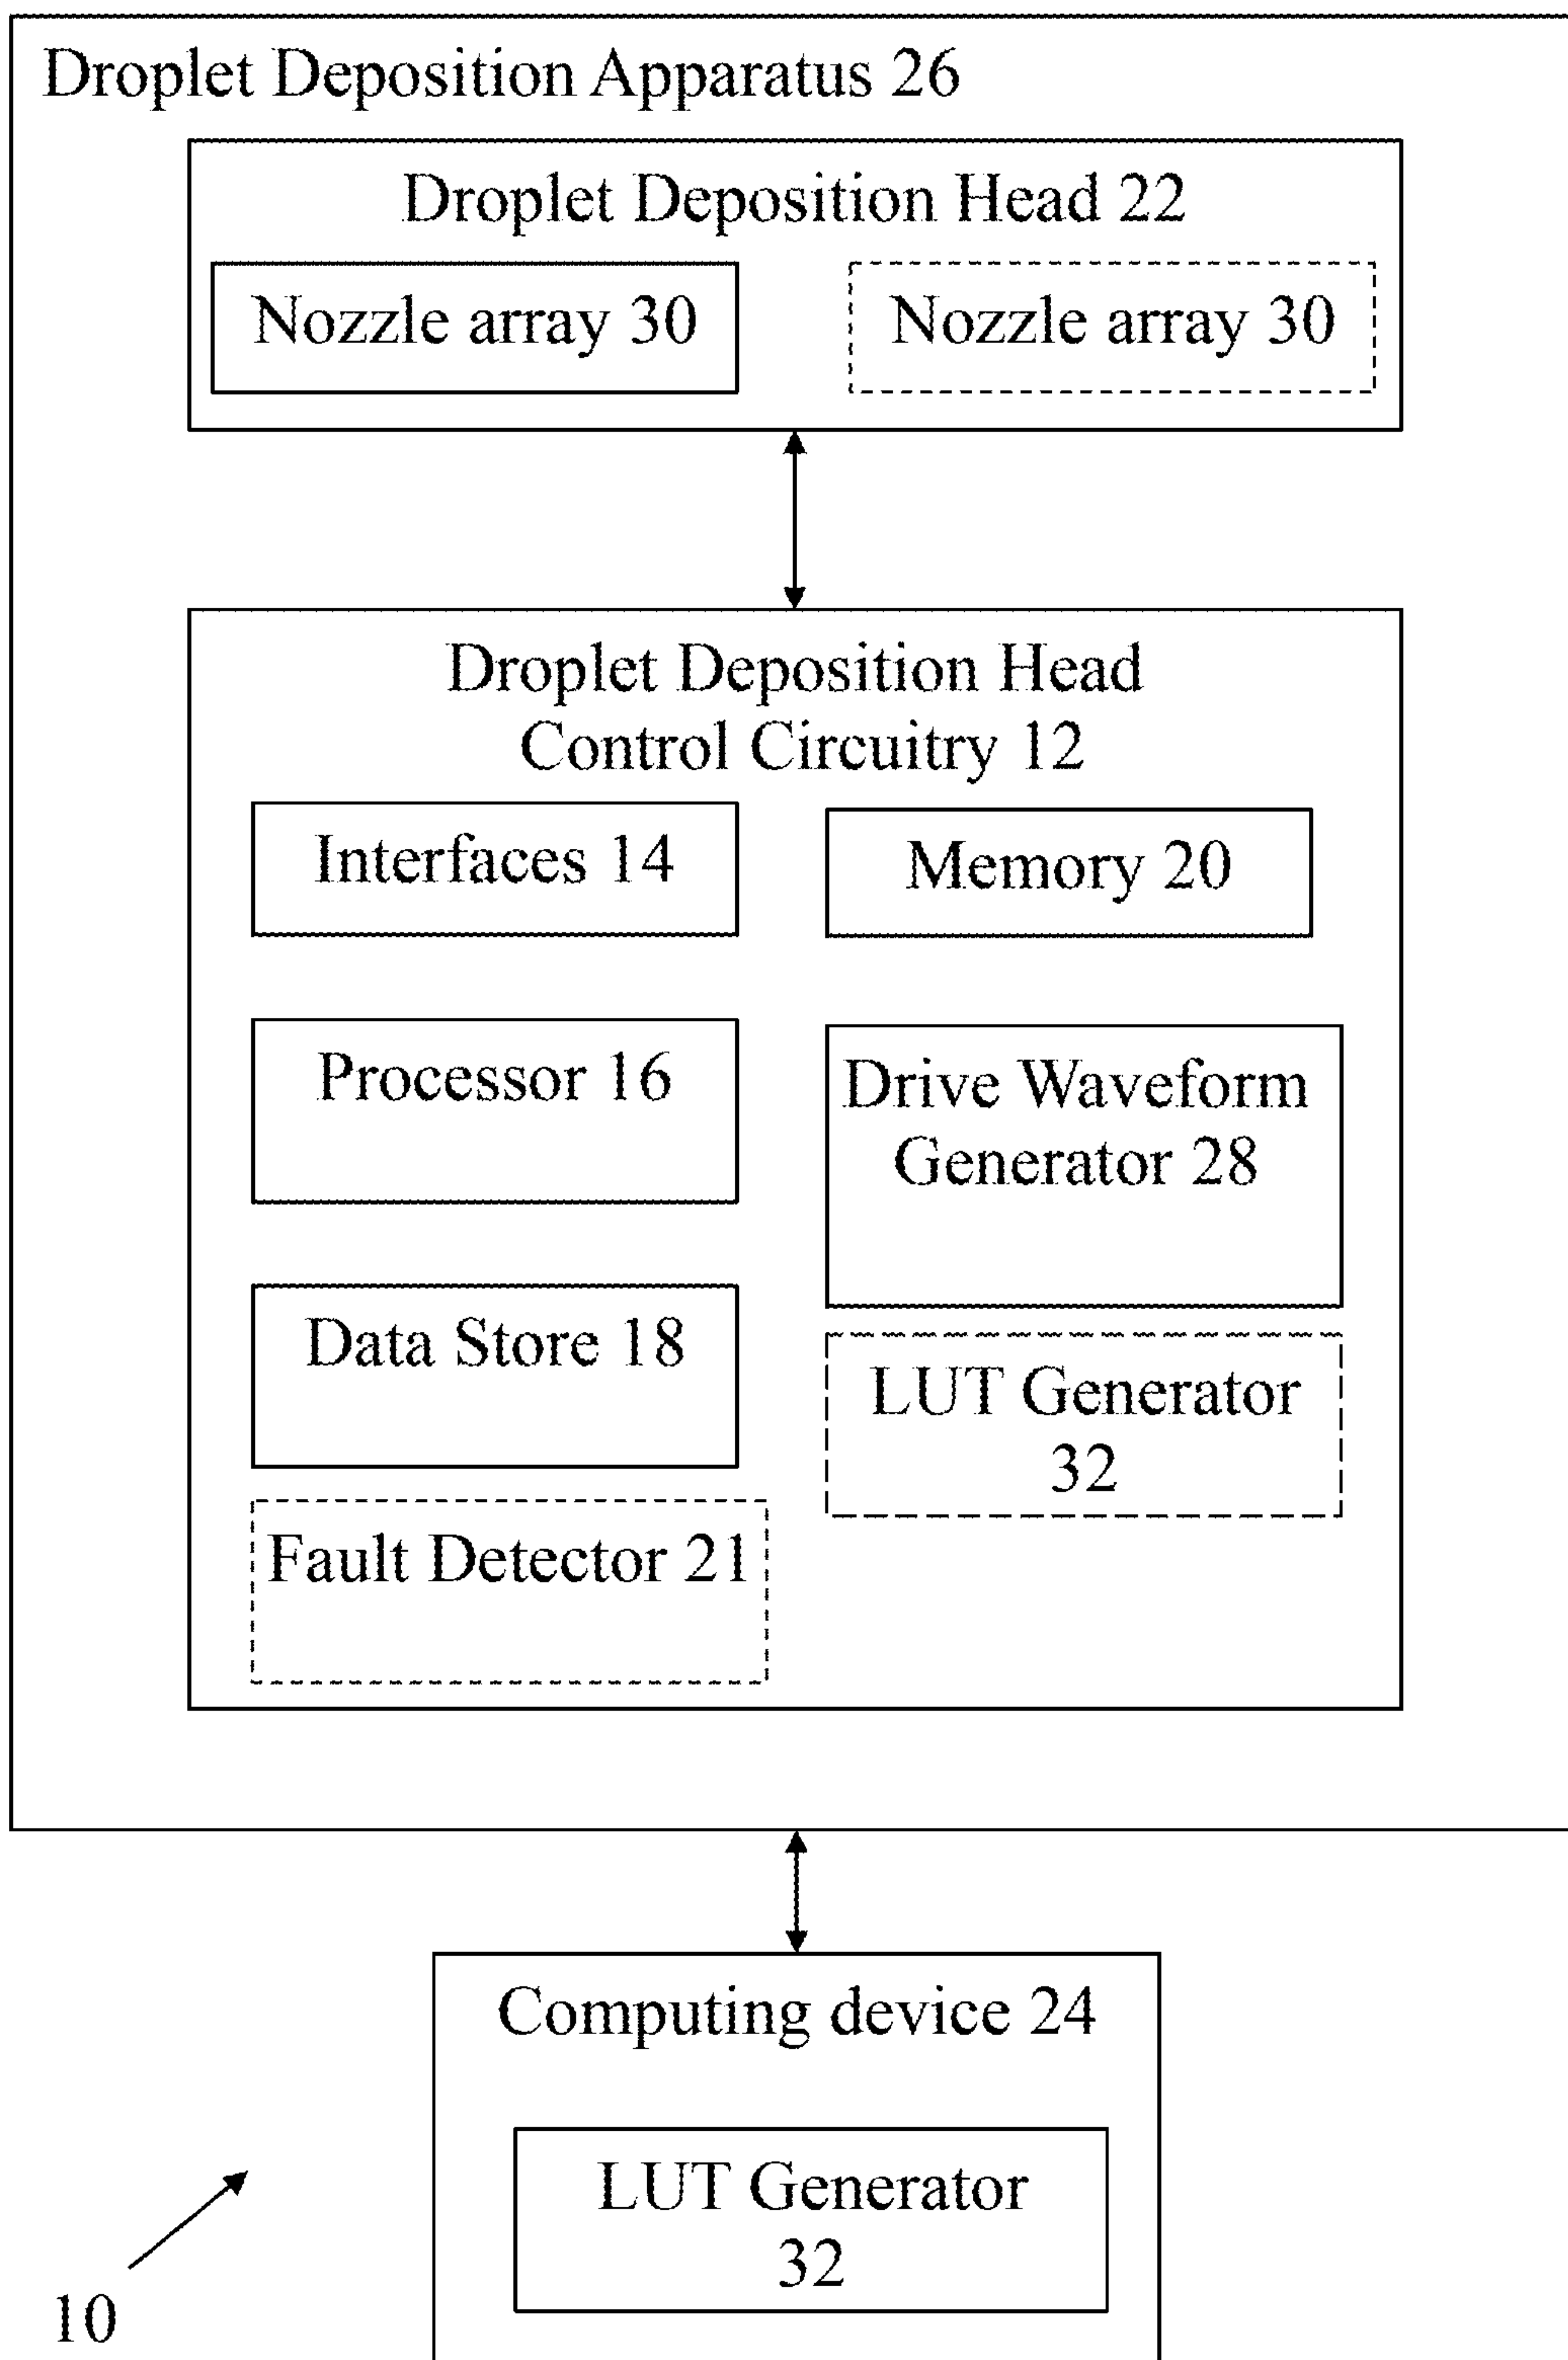 Droplet Deposition Apparatus 26
Droplet Deposition Head 22
Nozzle array 30
Nozzle array 30
Droplet Deposition Head
Control Circuitry 12
Interfaces 14
Memory 20
Processor 16
Drive Waveform
Generator 28
Data Store 18
LUT Generator
32
Fault Detector 21
Computing device 24
LUT Generator
32
10